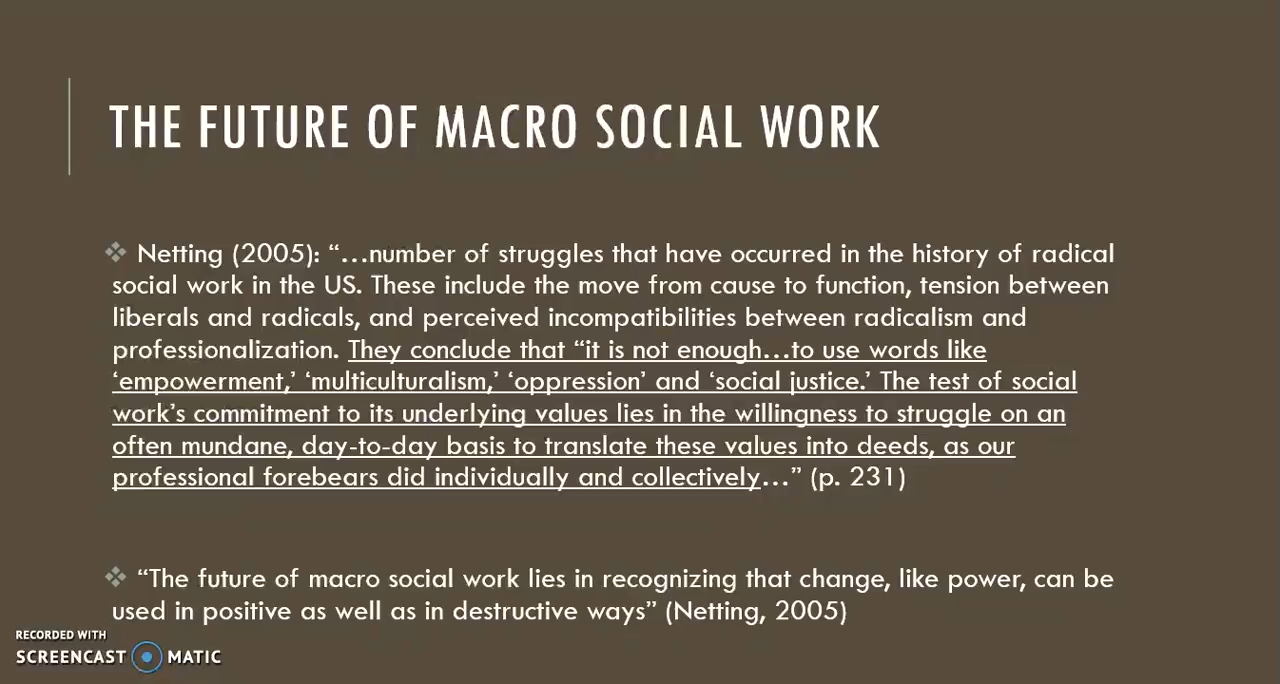 THE FUTURE OF MACRO SOCIAL WORK
❖ Netting (2005): “…number of struggles that have occurred in the history of radical
social work in the US. These include the move from cause to function, tension between
liberals and radicals, and perceived incompatibilities between radicalism and
professionalization. They conclude that “it is not enough…to use words like
‘empowerment,’ ‘multiculturalism,’ ‘oppression’ and ‘social justice.’ The test of social
work’s commitment to its underlying values lies in the willingness to struggle on an
often mundane, day-to-day basis to translate these values into deeds, as our
professional forebears did individually and collectively…” (p. 231)
❖ “The future of macro social work lies in recognizing that change, like power, can be
used in positive as well as in destructive ways” (Netting, 2005)
RECORDED WITH
SCREENCAST MATIC